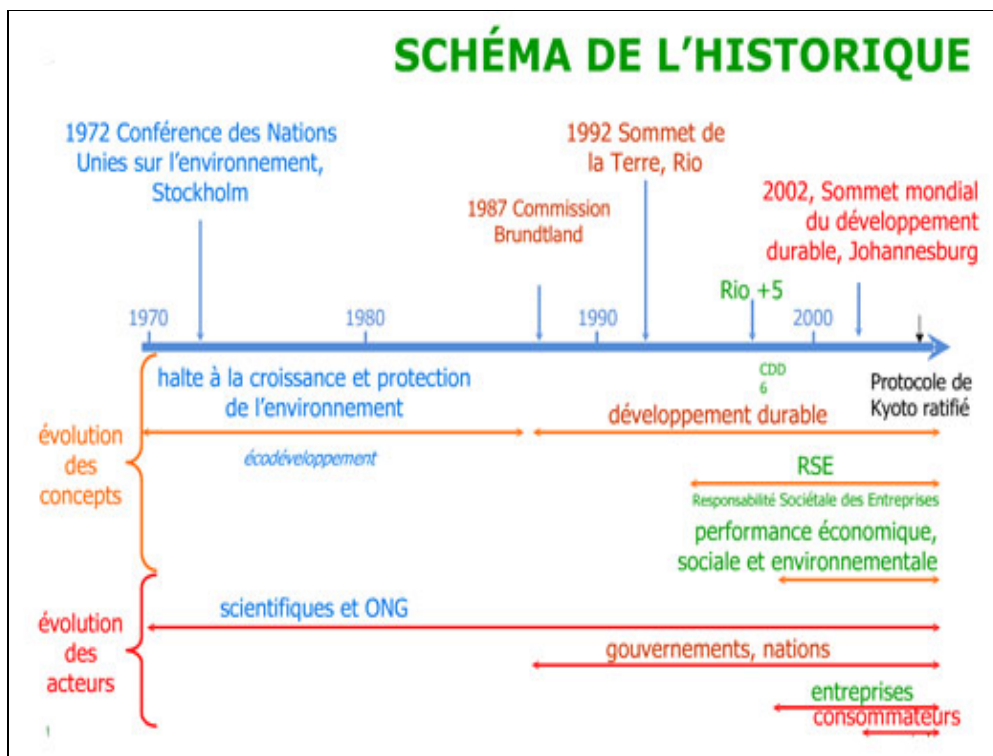 SCHÉMA DE L'HISTORIQUE
1972 Conférence des Nations
Unies sur l'environnement,
Stockholm
1987 Commission
Brundtland
1992 Sommet de
la Terre, Rio
2002, Sommet mondial
du développement
durable, Johannesburg
Rio +5
1970
1980
1990
2000
halte à la croissance et protection
de l'environnement
CDD
6
Protocole de
Kyoto ratifié
développement durable
évolution
des
concepts
écodéveloppement
RSE
Responsabilité Sociétale des Entreprises
performance économique,
sociale et environnementale
évolution
des
acteurs
scientifiques et ONG
gouvernements, nations
entreprises
consommateurs